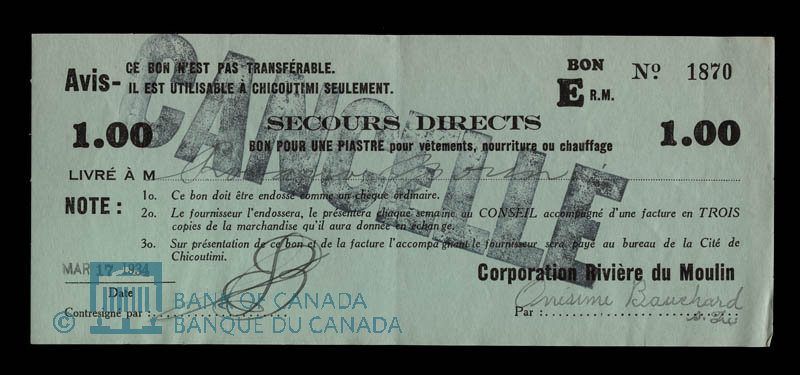 Avis- CE BON N'EST PAS TRANSFÉRABLE.
IL EST UTILISABLE À CHICOUTIMI SEULEMENT.
BON
E R.M.
Nº 1870
CANCELLE
1.00 SECOURS DIRECTS 1.00
BON POUR UNE PIASTRE pour vêtements, nourriture ou chauffage
LIVRÉ À M
NOTE :
1o. Ce bon doit être endossé comme un chèque ordinaire.
2o. Le fournisseur l'endossera, le présentera chaque semaine au CONSEIL accompagné d'une facture en TROIS
copies de la marchandise qu'il aura donnée en échange.
3o. Sur présentation de ce bon et de la facture l'accompagnant le fournisseur sera payé au bureau de la Cité de
Chicoutimi.
MAR 17 1934
Date
Corporation Rivière du Moulin
Contresigné par :
Par : Onésime Bouchard
© BANK OF CANADA
BANQUE DU CANADA